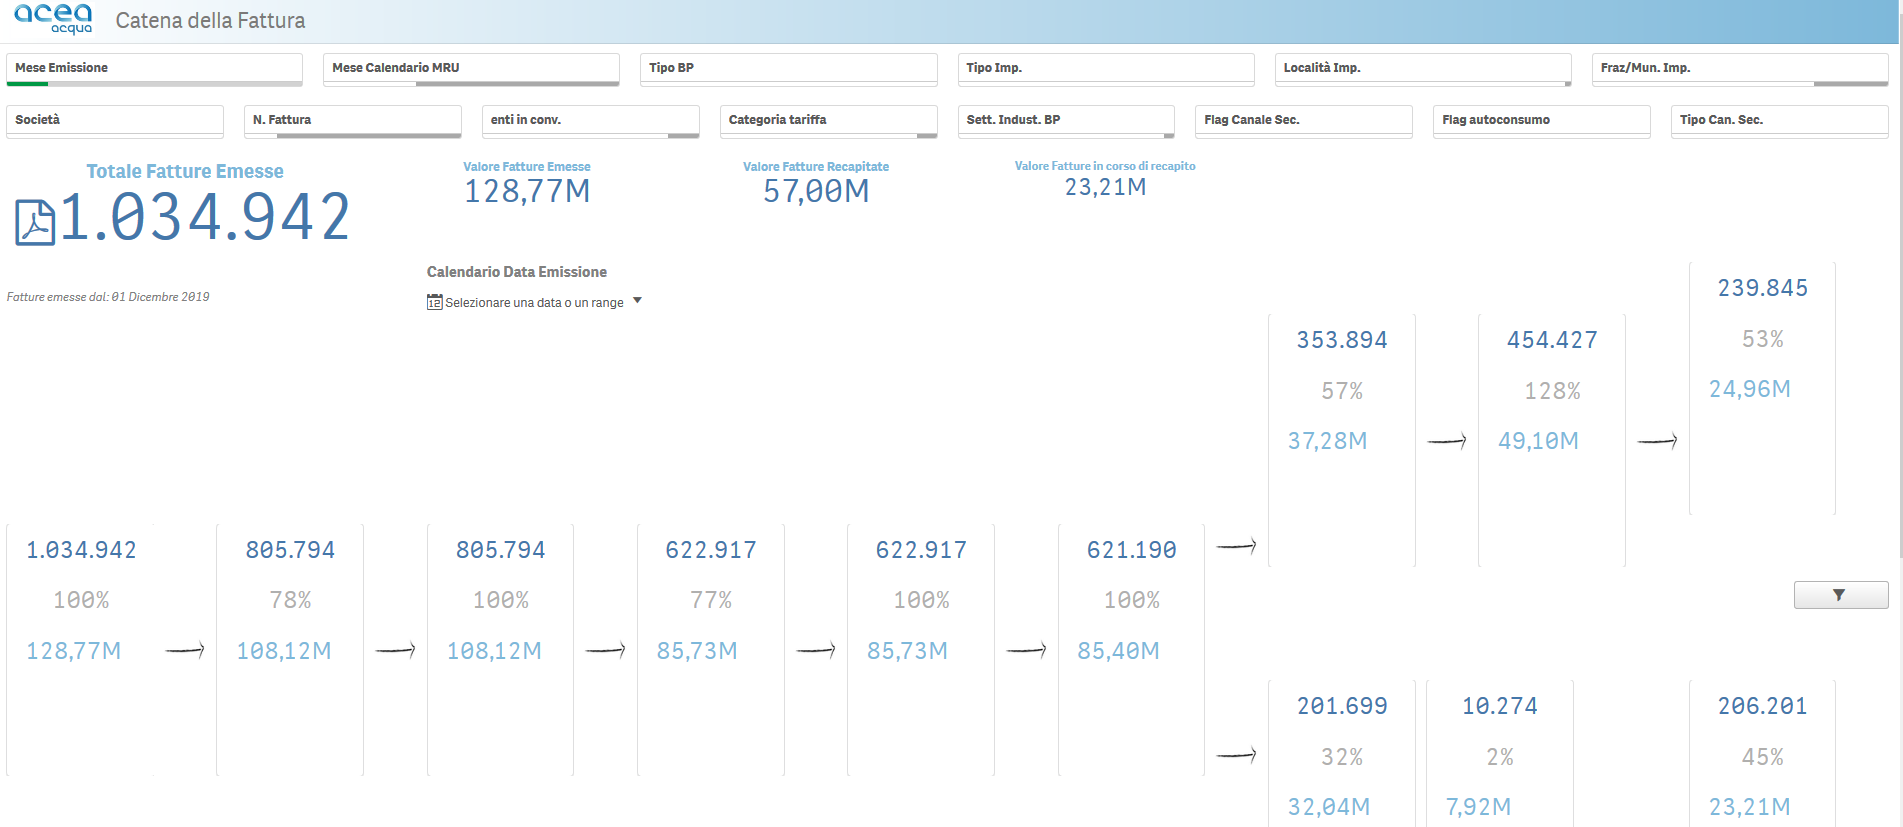 acea
acqua
Catena della Fattura
Mese Emissione
Mese Calendario MRU
Tipo BP
Tipo Imp.
Località Imp.
Fraz/Mun. Imp.
Società
N. Fattura
enti in conv.
Categoria tariffa
Sett. Indust. BP
Flag Canale Sec.
Flag autoconsumo
Tipo Can. Sec.
Totale Fatture Emesse
1.034.942
Valore Fatture Emesse
128,77M
Valore Fatture Recapitate
57,00M
Valore Fatture in corso di recapito
23,21M
Fatture emesse dal: 01 Dicembre 2019
Calendario Data Emissione
12 Selezionare una data o un range
239.845
53%
24,96M
353.894
57%
37,28M
454.427
128%
49,10M
1.034.942
100%
128,77M
805.794
78%
108,12M
805.794
100%
108,12M
622.917
77%
85,73M
622.917
100%
85,73M
621.190
100%
85,40M
201.699
32%
32,04M
10.274
2%
7,92M
206.201
45%
23,21M